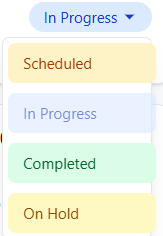 In Progress
Scheduled
In Progress
Completed
On Hold